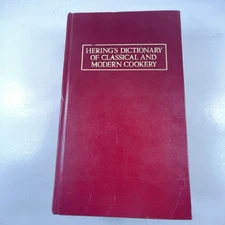 HERING'S DICTIONARY
OF CLASSICAL AND
MODERN COOKERY